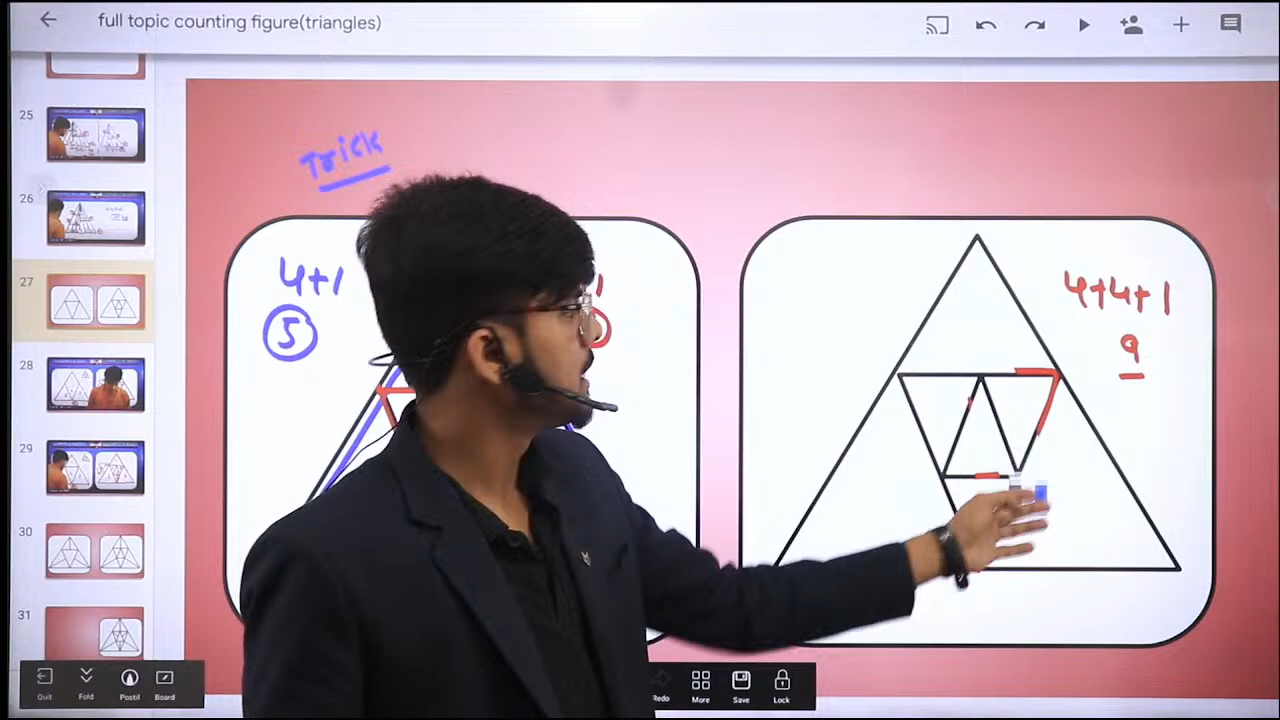 full topic counting figure(triangles)
25
26
27
28
29
30
31
Trick
4+1
5
1
4+4+1
9
Quit
Fold
Postil
Board
Redo
More
Save
Lock